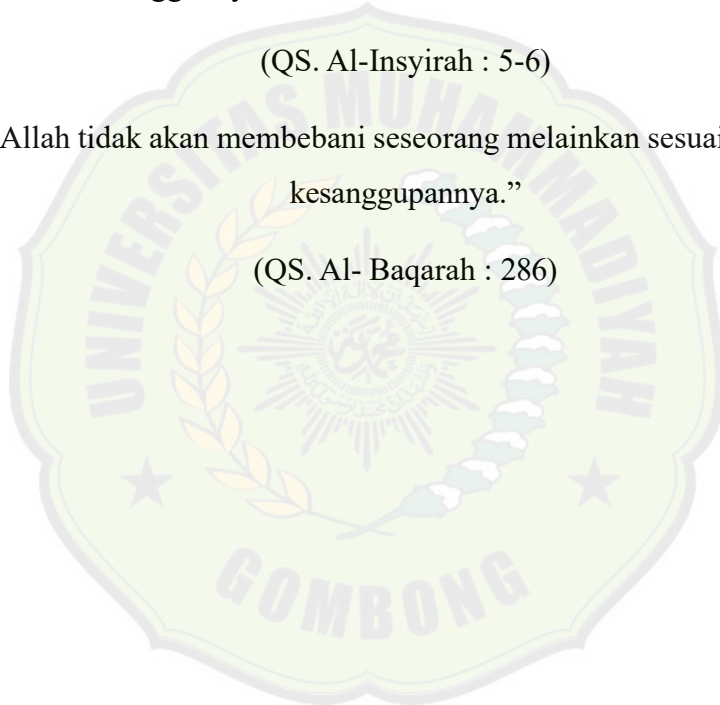 (QS. Al-Insyirah : 5-6)
Allah tidak akan membebani seseorang melainkan sesuai
kesanggupannya.”
(QS. Al- Baqarah : 286)
UNIVERSITAS MUHAMMADIYAH
GOMBONG